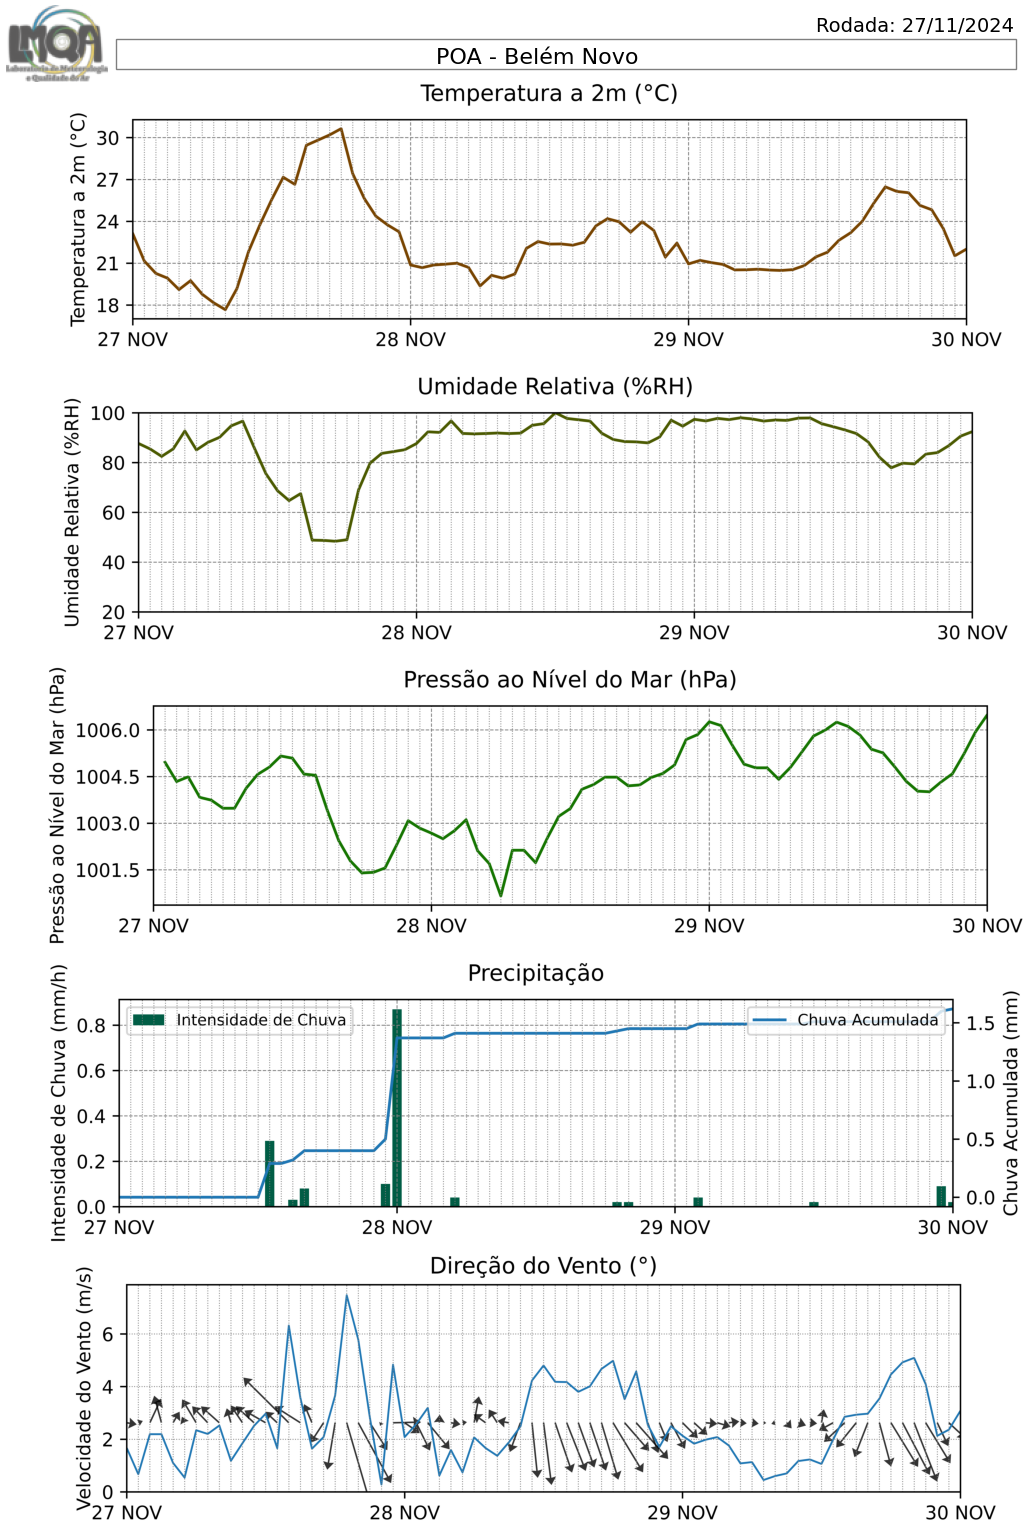 LMQA
Laboratório de Meteorologia
e Qualidade do Ar
Rodada: 27/11/2024
POA - Belém Novo
Temperatura a 2m (°C)
Temperatura a 2m (°C)
30
27
24
21
18
27 NOV 28 NOV 29 NOV 30 NOV
Umidade Relativa (%RH)
Umidade Relativa (%RH)
100
80
60
40
20
27 NOV 28 NOV 29 NOV 30 NOV
Pressão ao Nível do Mar (hPa)
Pressão ao Nível do Mar (hPa)
1006.0
1004.5
1003.0
1001.5
27 NOV 28 NOV 29 NOV 30 NOV
Precipitação
Intensidade de Chuva (mm/h)
0.8
0.6
0.4
0.2
0.0
Intensidade de Chuva
Chuva Acumulada
1.5
1.0
0.5
0.0
Chuva Acumulada (mm)
27 NOV 28 NOV 29 NOV 30 NOV
Direção do Vento (°)
Velocidade do Vento (m/s)
6
4
2
0
27 NOV 28 NOV 29 NOV 30 NOV